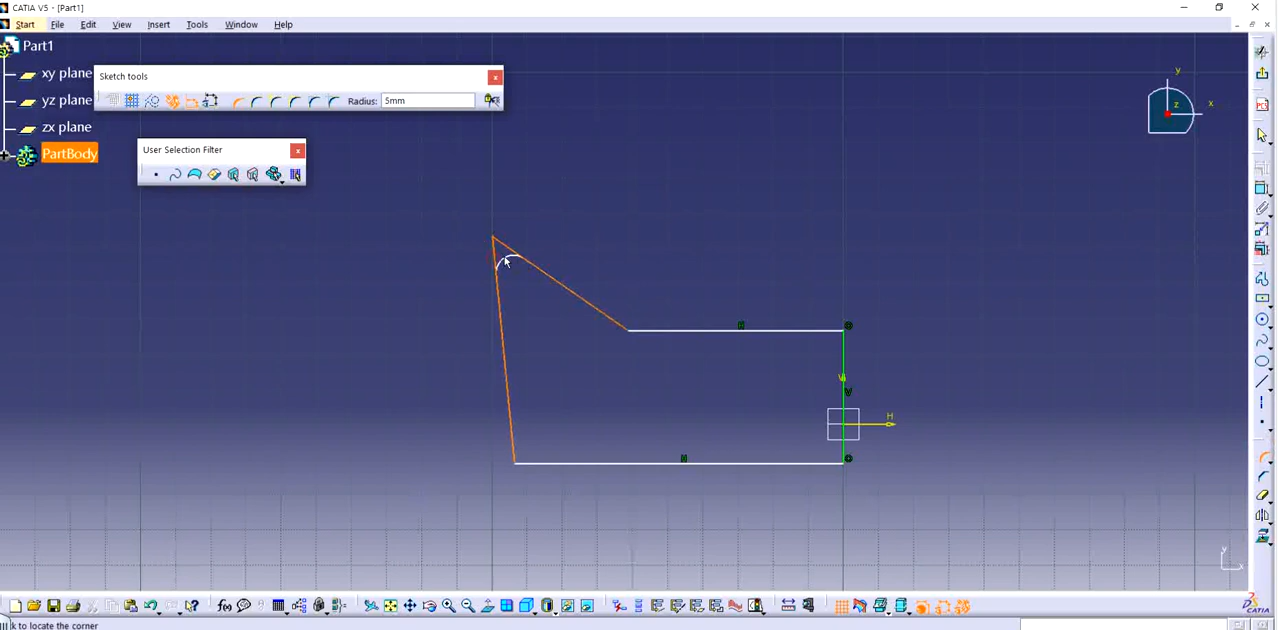 CATIA V5 - [Part1]
Start File Edit View Insert Tools Window Help
Part1
xy plane
yz plane
zx plane
PartBody
Sketch tools
Radius: 5mm
User Selection Filter
y
x
z
H
V
V
H
H
y
x
k to locate the corner
CATIA